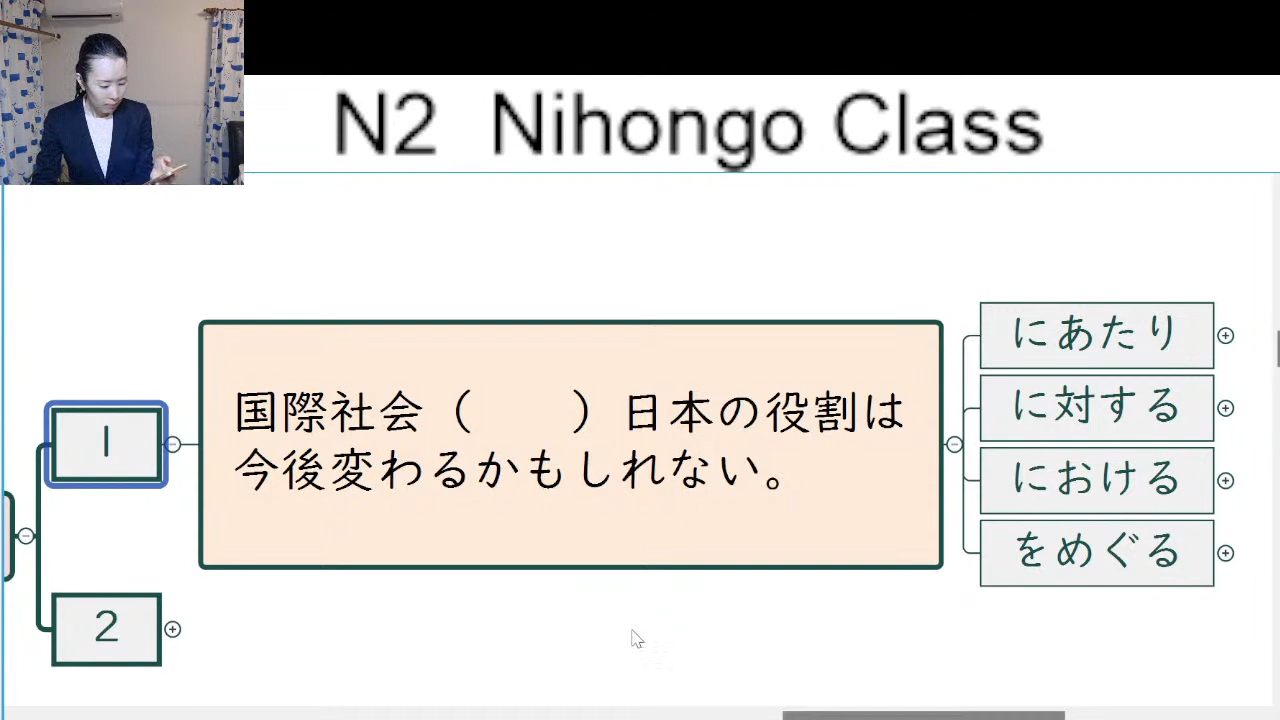 N2 Nihongo Class
1
国際社会（　　）日本の役割は
今後変わるかもしれない。
にあたり
に対する
における
をめぐる
2